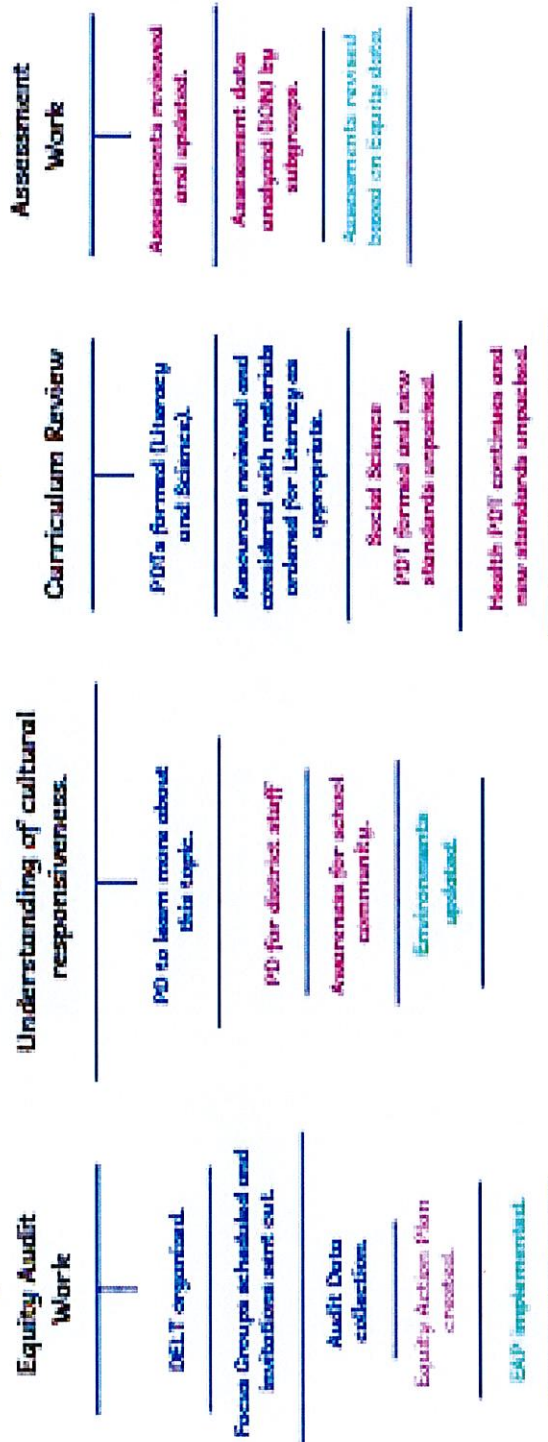 Equity Audit
Work
DELT organized.
Focus Groups scheduled and
invitations sent out.
Audit Data
collection.
Equity Action Plan
created.
EAP implemented.
Understanding of cultural
responsiveness.
PD to learn more about
this topic.
PD for district staff
Awareness for school
community.
Environments
updated.
Curriculum Review
PDTs formed (Literacy
and Science).
Resources reviewed and
considered with materials
ordered for Literacy as
appropriate.
Social Science
PDT formed and new
standards unpacked.
Health PDT continues and
new standards unpacked.
Assessment
Work
Assessments reviewed
and updated.
Assessment data
analyzed by
subgroups.
Assessments revised
based on Equity data.